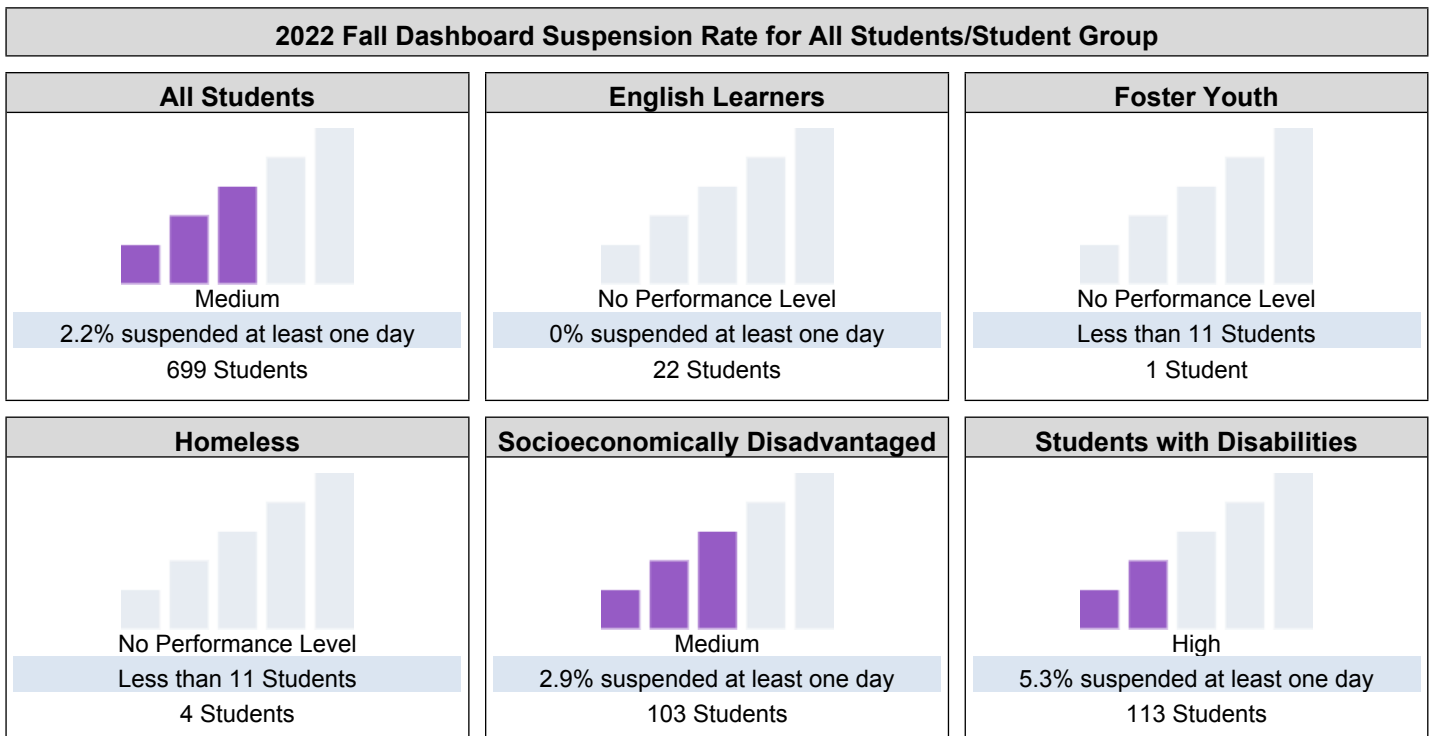 2022 Fall Dashboard Suspension Rate for All Students/Student Group
All Students
Medium
2.2% suspended at least one day
699 Students
English Learners
No Performance Level
0% suspended at least one day
22 Students
Foster Youth
No Performance Level
Less than 11 Students
1 Student
Homeless
No Performance Level
Less than 11 Students
4 Students
Socioeconomically Disadvantaged
Medium
2.9% suspended at least one day
103 Students
Students with Disabilities
High
5.3% suspended at least one day
113 Students